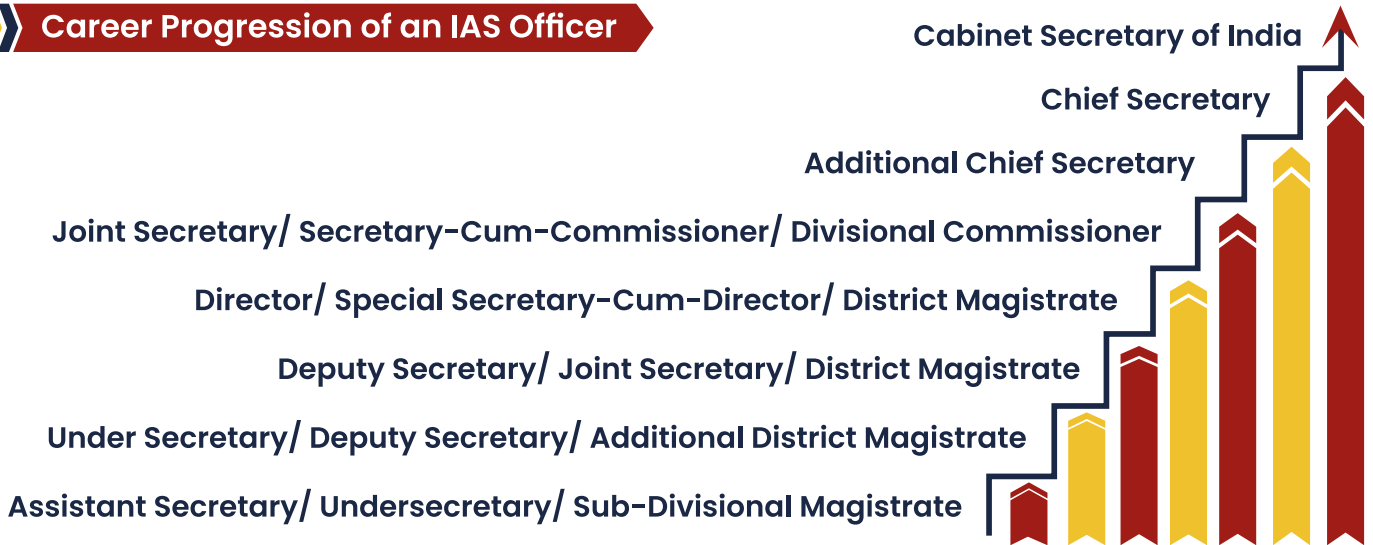 Career Progression of an IAS Officer
Cabinet Secretary of India
Chief Secretary
Additional Chief Secretary
Joint Secretary/ Secretary-Cum-Commissioner/ Divisional Commissioner
Director/ Special Secretary-Cum-Director/ District Magistrate
Deputy Secretary/ Joint Secretary/ District Magistrate
Under Secretary/ Deputy Secretary/ Additional District Magistrate
Assistant Secretary/ Undersecretary/ Sub-Divisional Magistrate